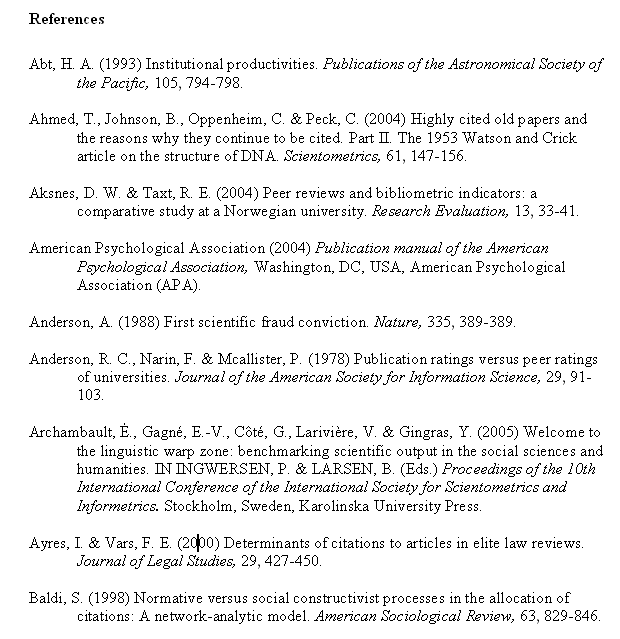 References
Abt, H. A. (1993) Institutional productivities. Publications of the Astronomical Society of
the Pacific, 105, 794-798.
Ahmed, T., Johnson, B., Oppenheim, C. & Peck, C. (2004) Highly cited old papers and
the reasons why they continue to be cited. Part II. The 1953 Watson and Crick
article on the structure of DNA. Scientometrics, 61, 147-156.
Aksnes, D. W. & Taxt, R. E. (2004) Peer reviews and bibliometric indicators: a
comparative study at a Norwegian university. Research Evaluation, 13, 33-41.
American Psychological Association (2004) Publication manual of the American
Psychological Association, Washington, DC, USA, American Psychological
Association (APA).
Anderson, A. (1988) First scientific fraud conviction. Nature, 335, 389-389.
Anderson, R. C., Narin, F. & Mcallister, P. (1978) Publication ratings versus peer ratings
of universities. Journal of the American Society for Information Science, 29, 91-
103.
Archambault, É., Gagné, E.-V., Côté, G., Larivière, V. & Gingras, Y. (2005) Welcome to
the linguistic warp zone: benchmarking scientific output in the social sciences and
humanities. IN INGWERSEN, P. & LARSEN, B. (Eds.) Proceedings of the 10th
International Conference of the International Society for Scientometrics and
Informetrics. Stockholm, Sweden, Karolinska University Press.
Ayres, I. & Vars, F. E. (2000) Determinants of citations to articles in elite law reviews.
Journal of Legal Studies, 29, 427-450.
Baldi, S. (1998) Normative versus social constructivist processes in the allocation of
citations: A network-analytic model. American Sociological Review, 63, 829-846.